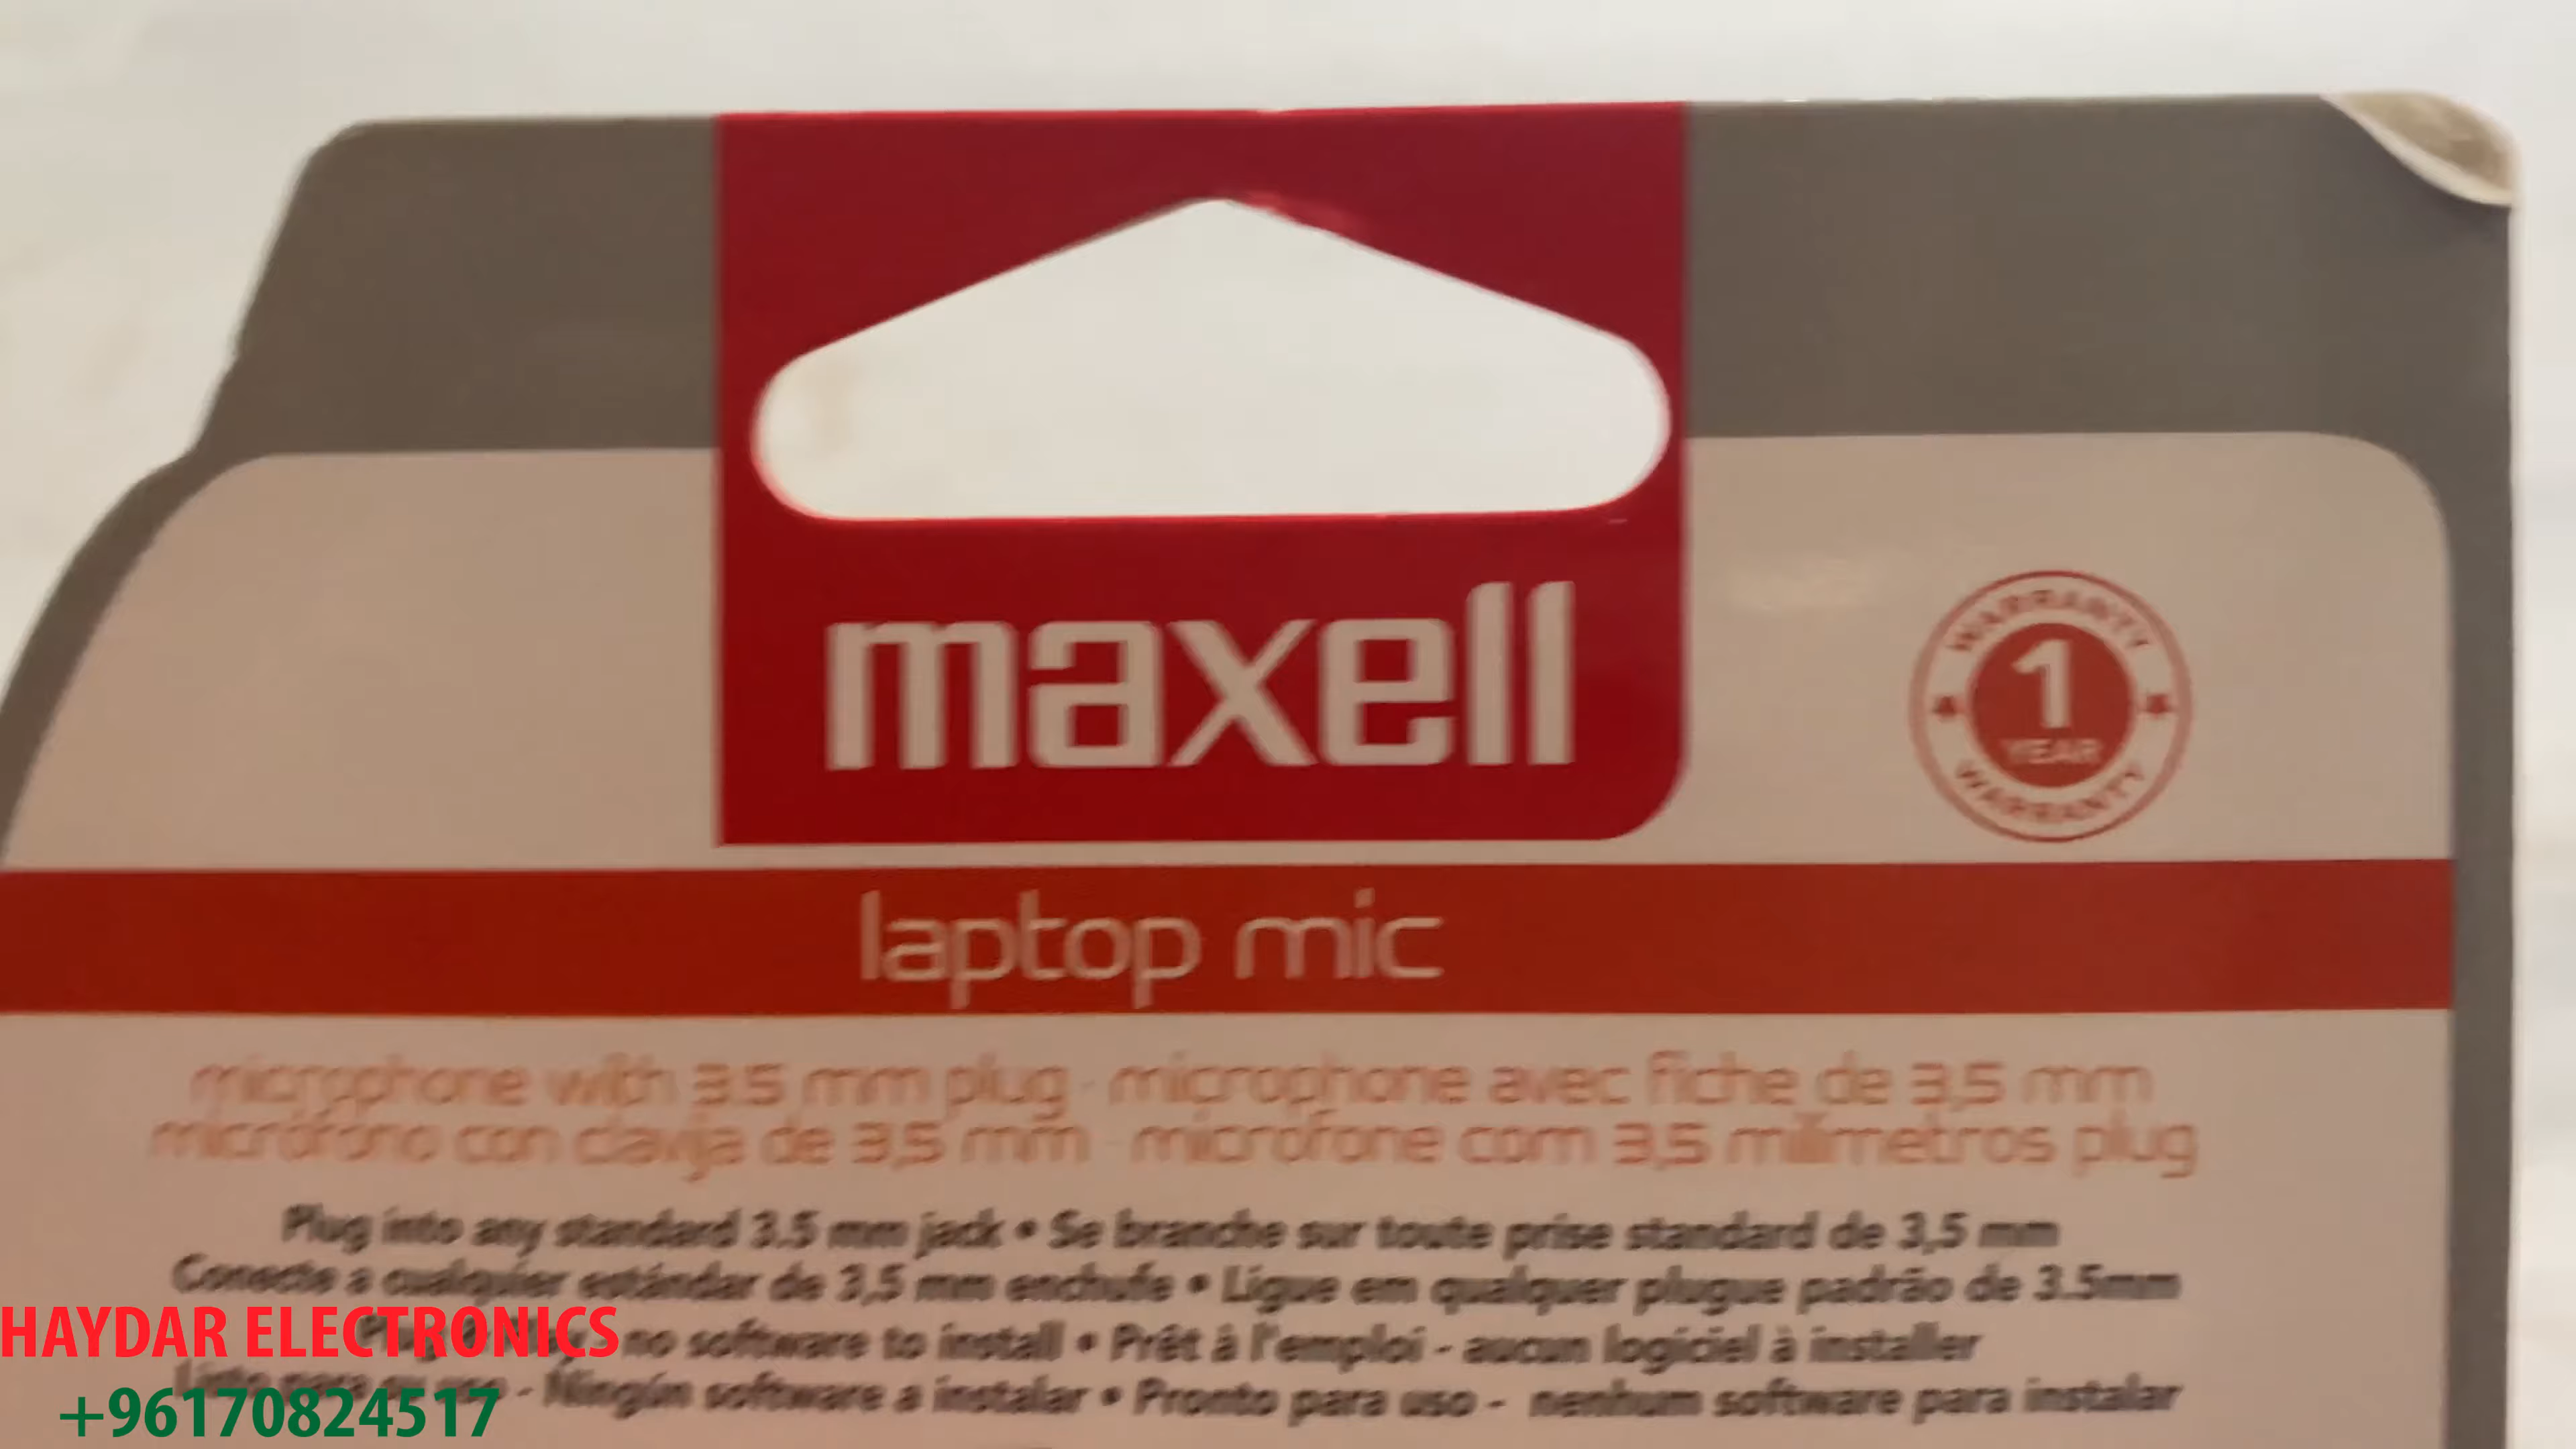 maxell
WARRANTY
1
YEAR
WARRANTY
laptop mic
microphone with 3.5 mm plug · microphone avec fiche de 3,5 mm
micrófono con clavija de 3,5 mm · microfone com 3,5 milímetros plug
Plug into any standard 3.5 mm jack • Se branche sur toute prise standard de 3,5 mm
Conecte a cualquier estándar de 3,5 mm enchufe • Ligue em qualquer plugue padrão de 3.5mm
no software to install • Prêt à l'emploi - aucun logiciel à installer
Listo para su uso - Ningún software a instalar • Pronto para uso - nenhum software para instalar
HAYDAR ELECTRONICS
+96170824517